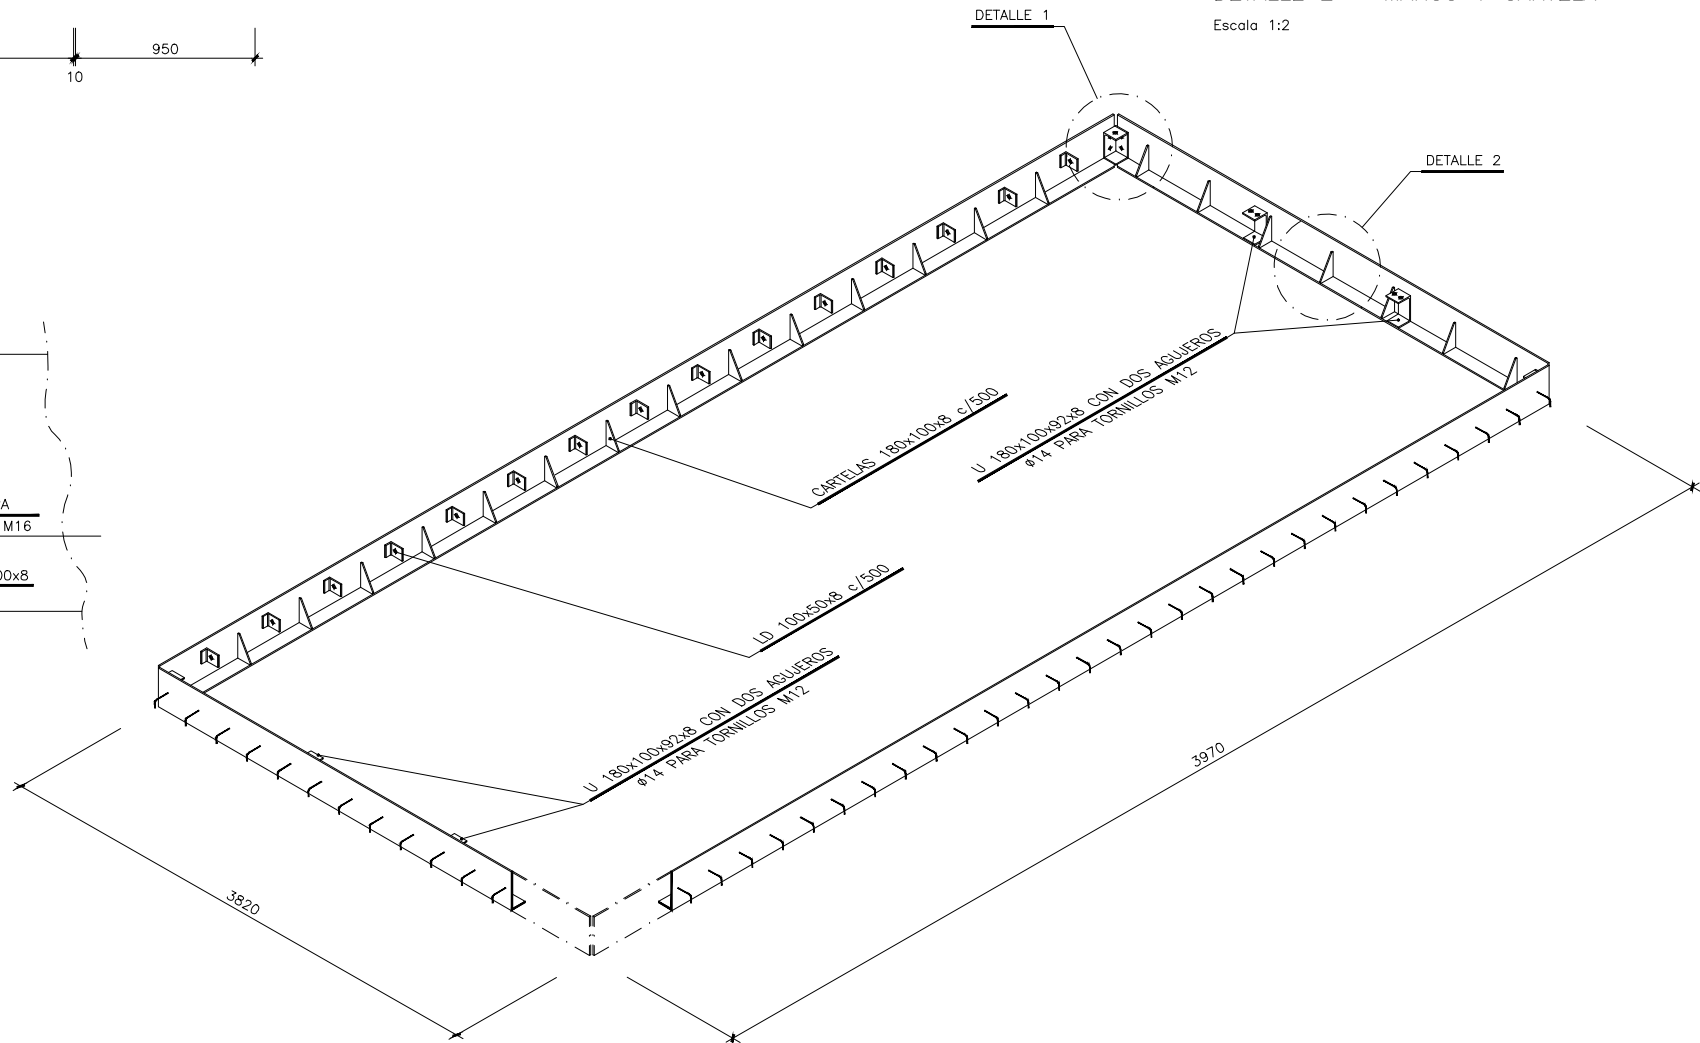 DETALLE 1
Escala 1:2
950
10
DETALLE 2
U 180x100x92x8 CON DOS AGUJEROS
ø14 PARA TORNILLOS M12
CARTELAS 180x100x8 c/500
M16
LD 100x50x8 c/500
U 180x100x92x8 CON DOS AGUJEROS
ø14 PARA TORNILLOS M12
3970
3820